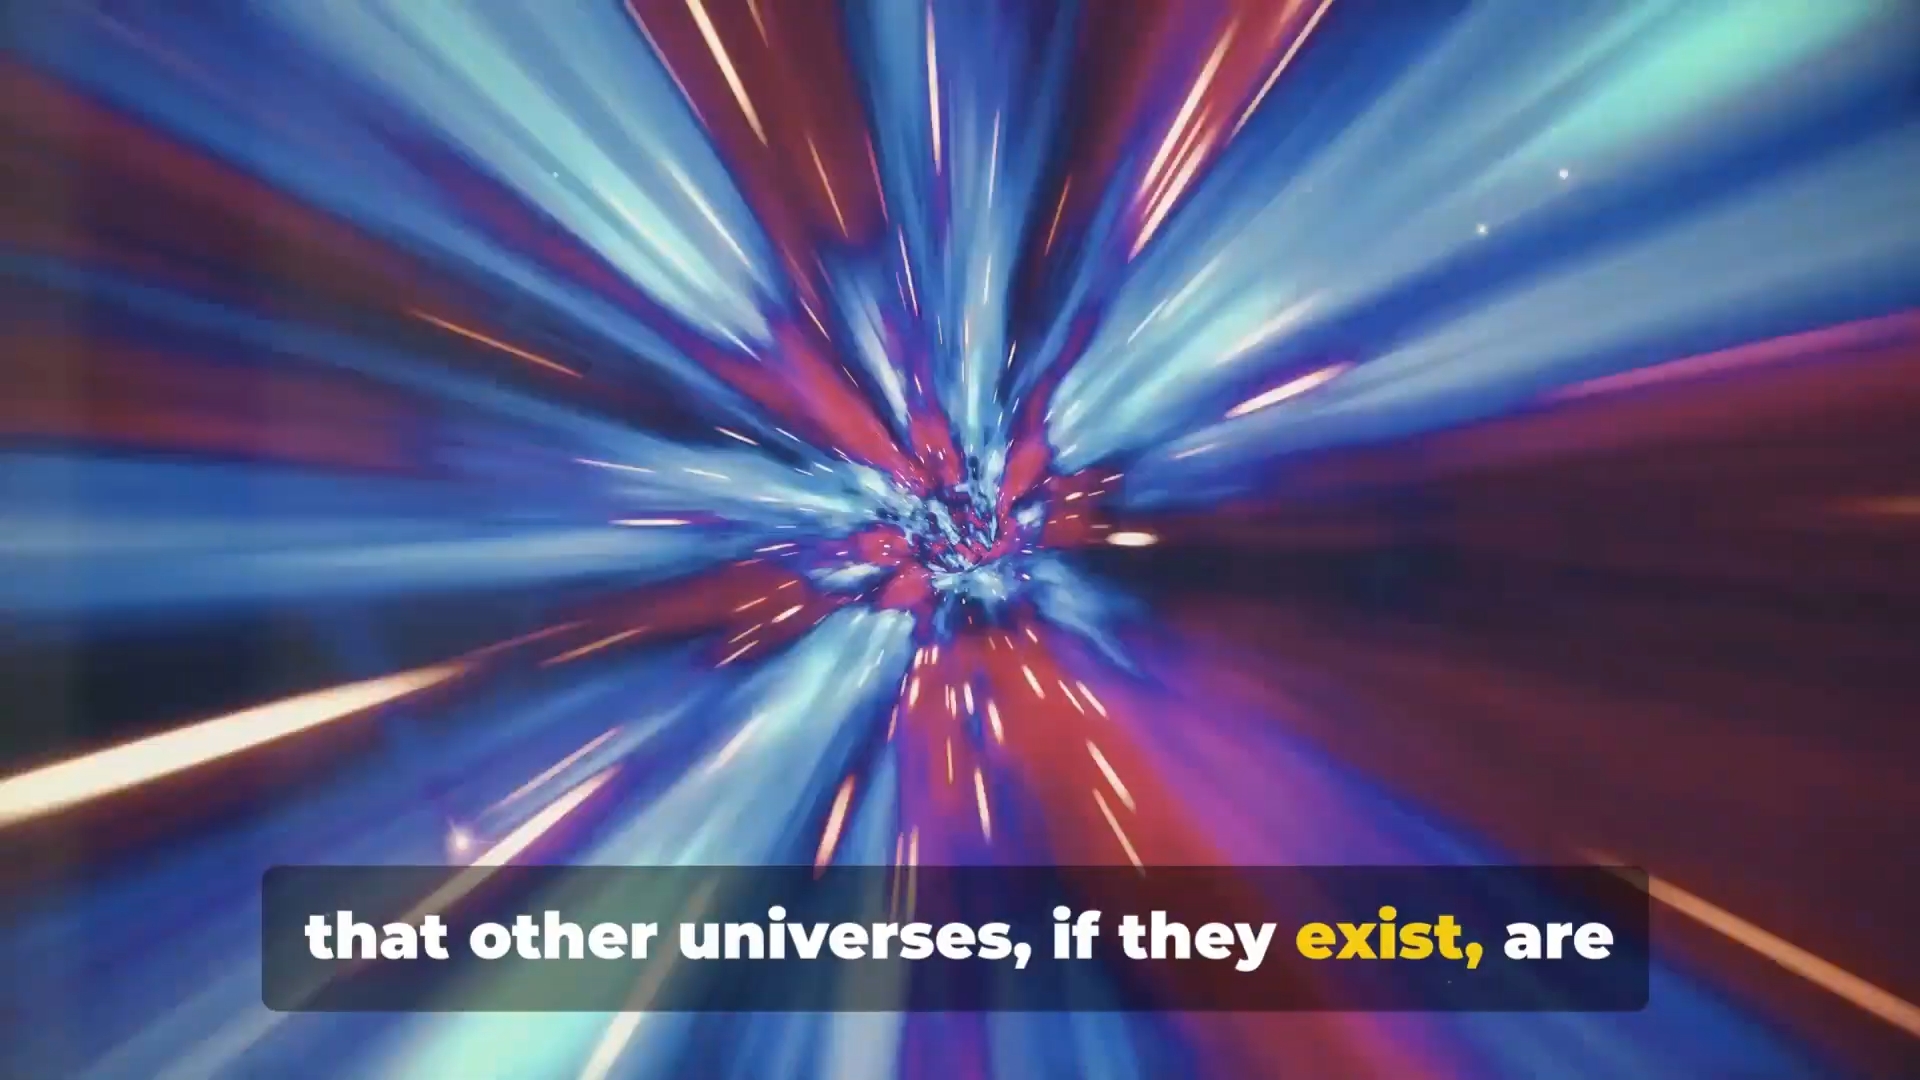 that other universes, if they exist, are